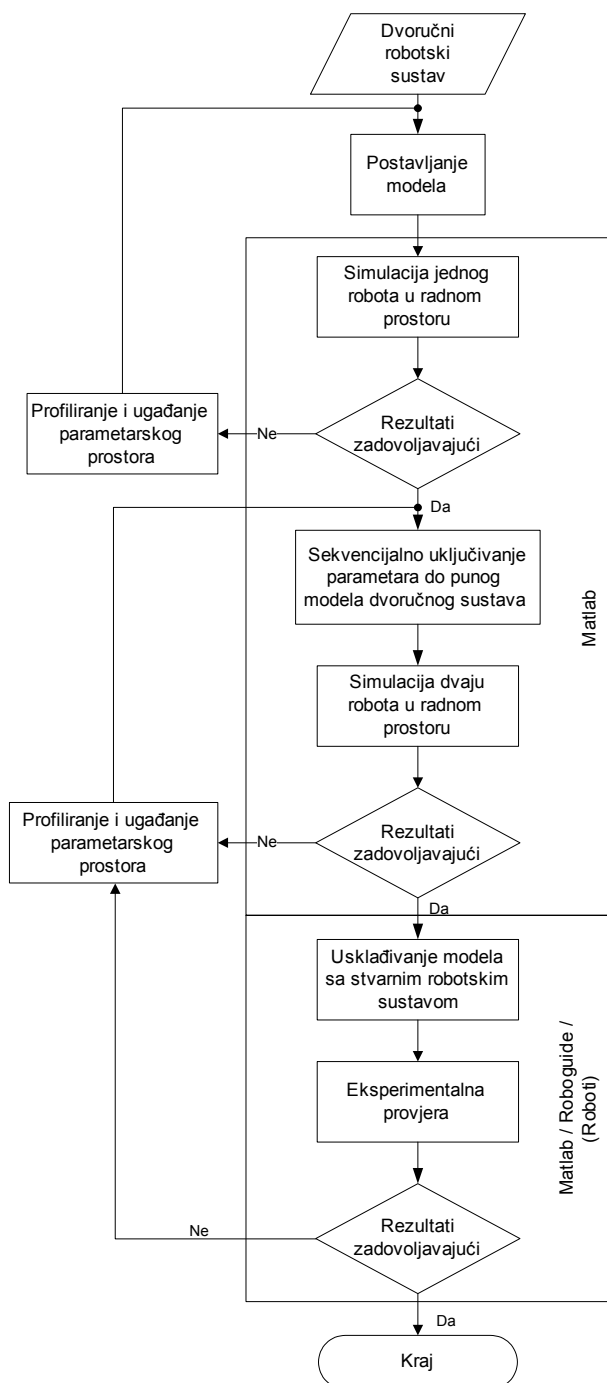 Dvoručni
robotski
sustav
Postavljanje
modela
Simulacija jednog
robota u radnom
prostoru
Profiliranje i ugađanje
parametarskog
prostora
Ne
Rezultati
zadovoljavajući
Da
Sekvencijalno uključivanje
parametara do punog
modela dvoručnog sustava
Matlab
Simulacija dvaju
robota u radnom
prostoru
Profiliranje i ugađanje
parametarskog
prostora
Ne
Rezultati
zadovoljavajući
Da
Usklađivanje modela
sa stvarnim robotskim
sustavom
Matlab / Roboguide /
(Roboti)
Eksperimentalna
provjera
Ne
Rezultati
zadovoljavajući
Da
Kraj